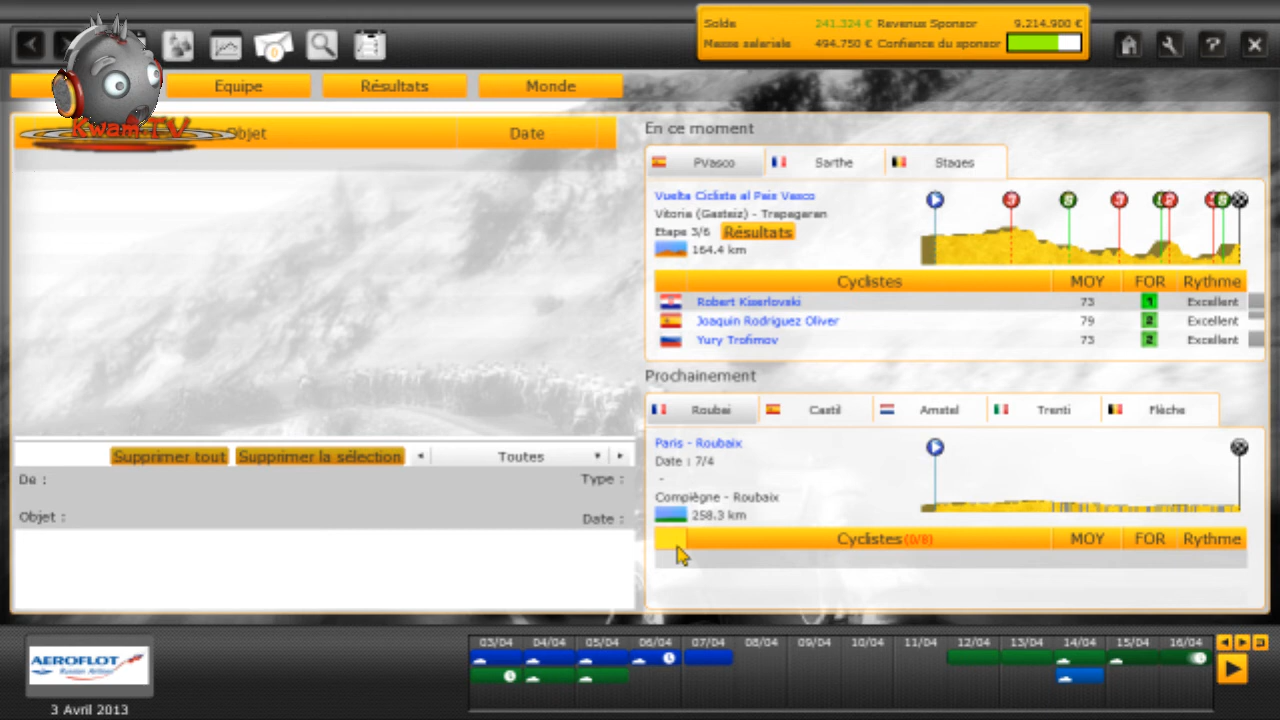 Solde 241.324 € Revenus Sponsor 9.214.900 €
Masse salariale 494.750 € Confiance du sponsor
0
Equipe Résultats Monde
Kwam.TV
Objet Date
En ce moment
PVasco Sarthe Stages
Vuelta Ciclista al Pais Vasco
Vitoria (Gasteiz) - Trapagaran
Etape 3/6 Résultats
164.4 km
3 S 3 2 S
Cyclistes MOY FOR Rythme
Robert Kiserlovski 73 1 Excellent
Joaquin Rodriguez Oliver 79 2 Excellent
Yury Trofimov 73 2 Excellent
Prochainement
Roubai Castil Amstel Trenti Flèche
Paris - Roubaix
Date : 7/4
-
Compiègne - Roubaix
258.3 km
Cyclistes (0/8) MOY FOR Rythme
Supprimer tout Supprimer la sélection Toutes
De : Type :
Objet : Date :
03/04 04/04 05/04 06/04 07/04 08/04 09/04 10/04 11/04 12/04 13/04 14/04 15/04 16/04
AEROFLOT
Russian Airlines
3 Avril 2013